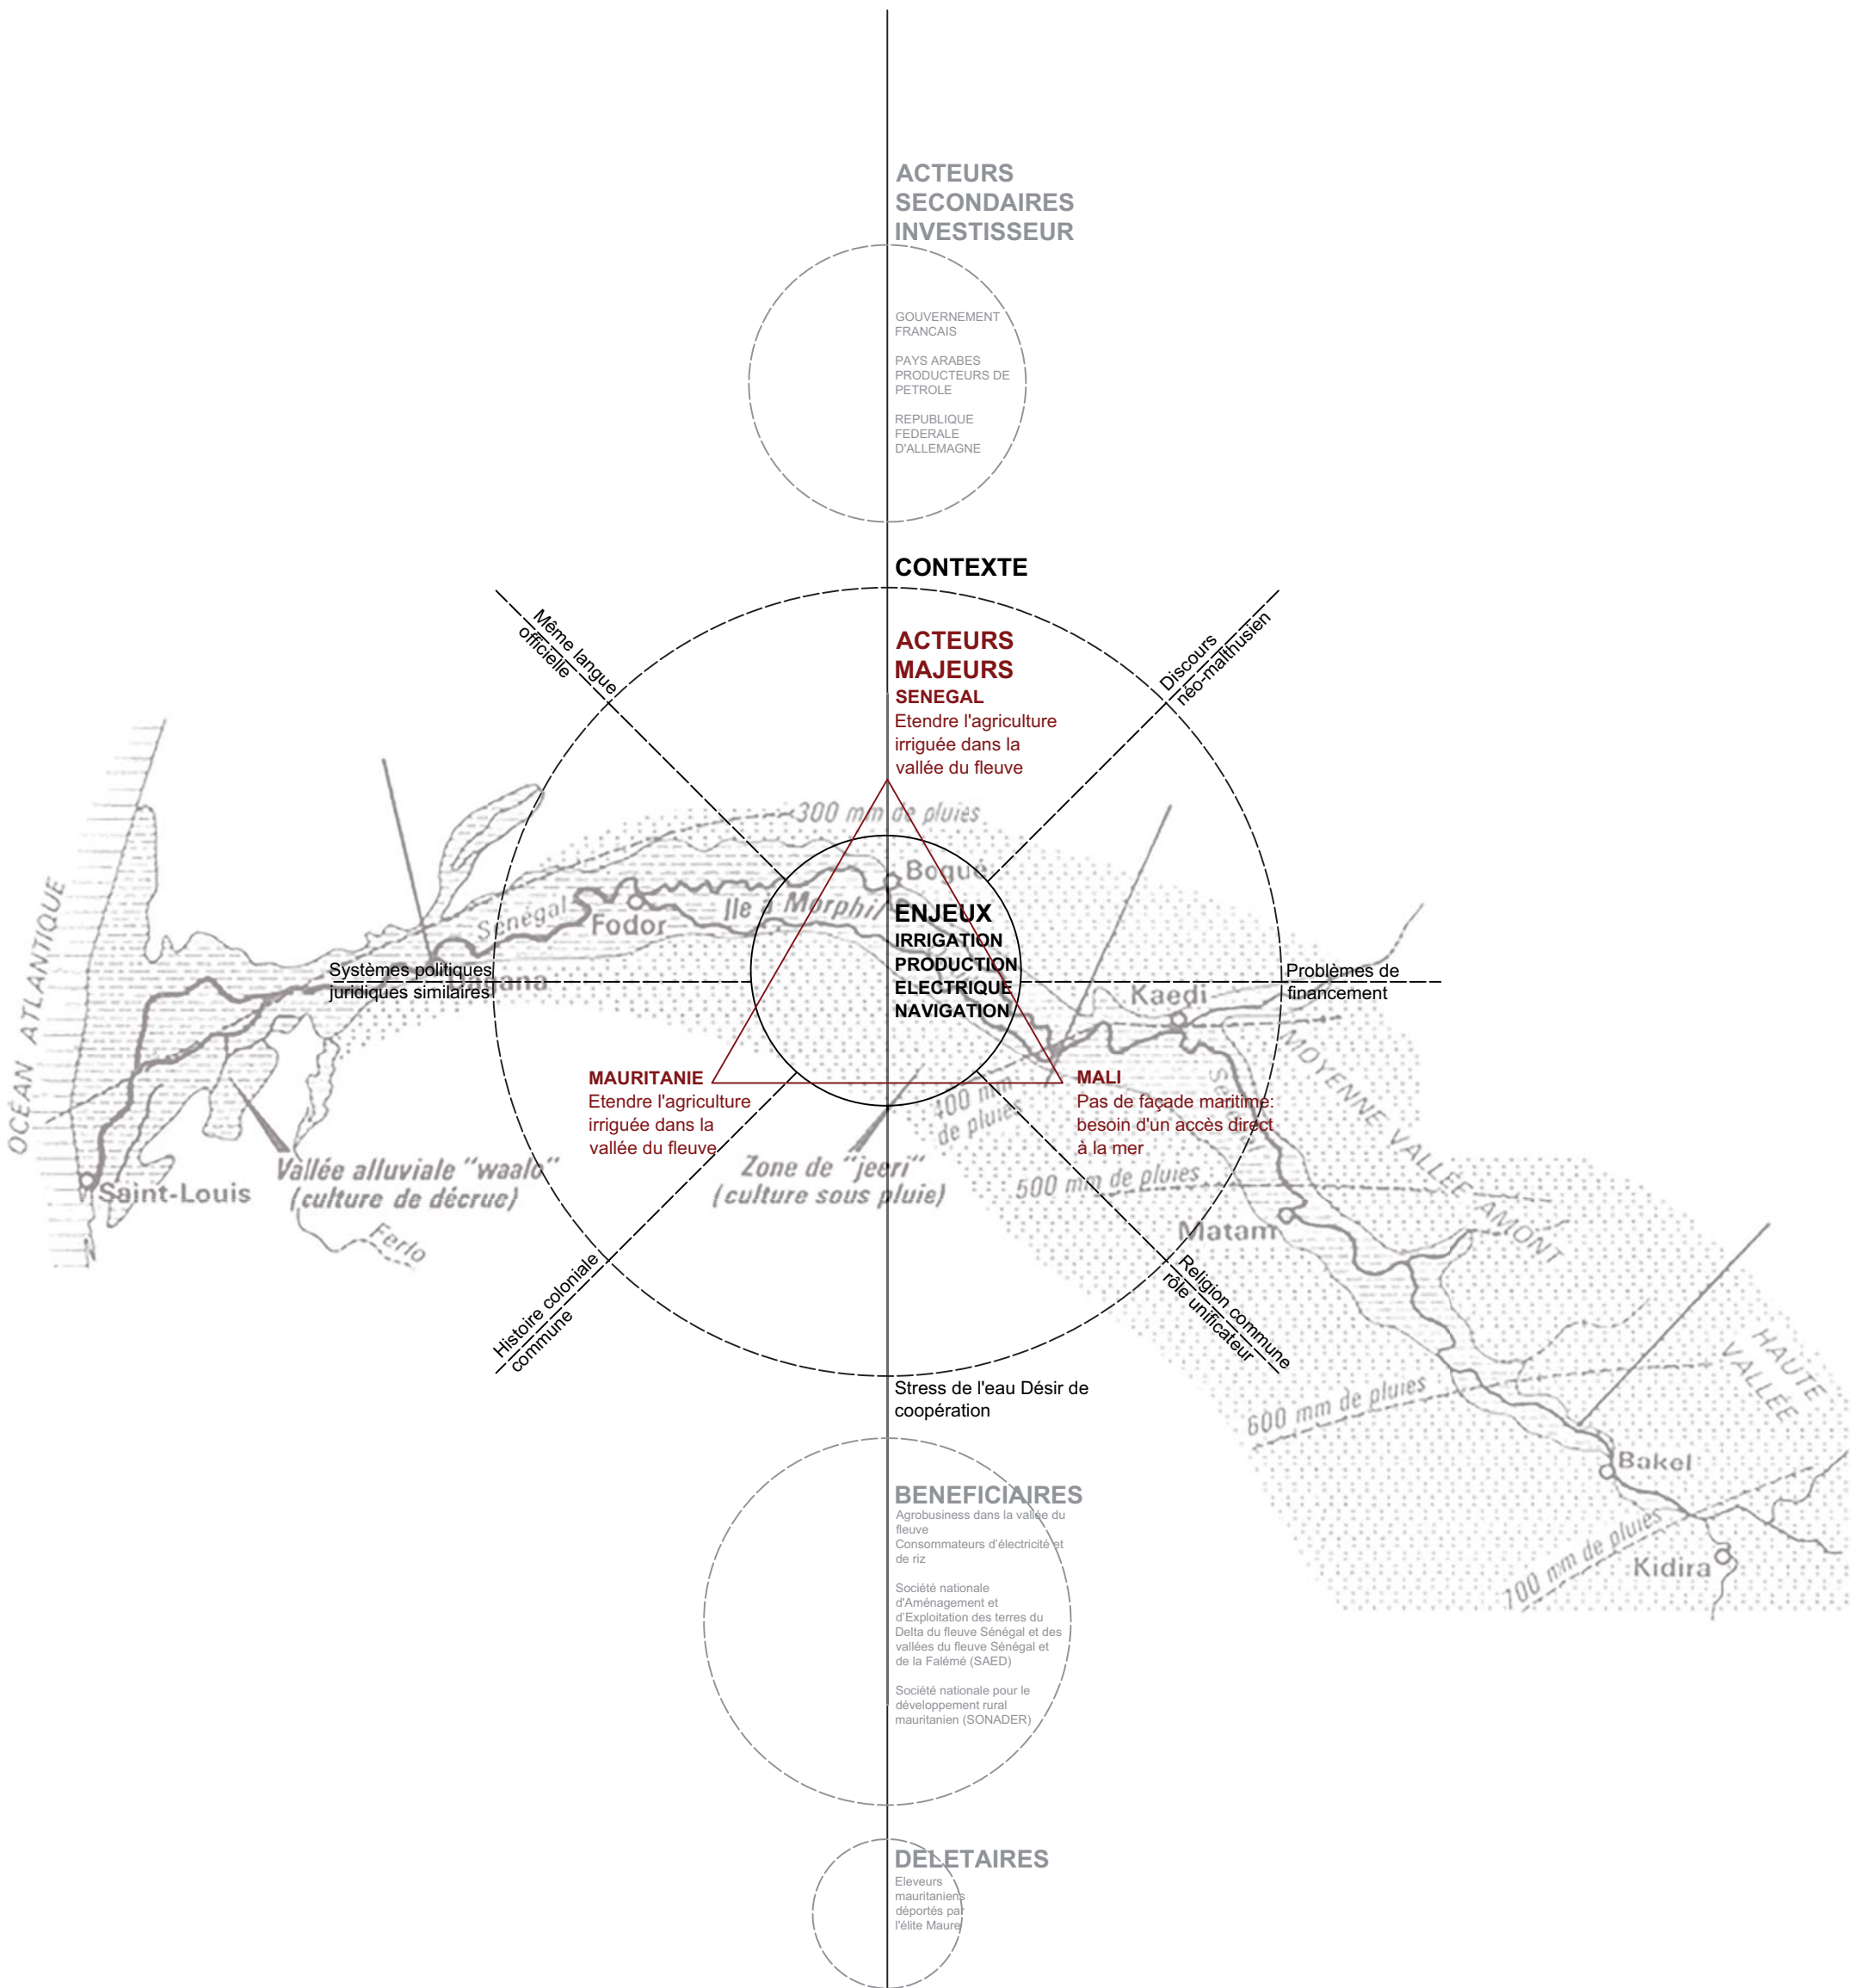 ACTEURS
SECONDAIRES
INVESTISSEUR
GOUVERNEMENT
FRANCAIS
PAYS ARABES
PRODUCTEURS DE
PETROLE
REPUBLIQUE
FEDERALE
D'ALLEMAGNE
CONTEXTE
Même langue
officielle
Discours
néo-malthusien
ACTEURS
MAJEURS
SENEGAL
Etendre l'agriculture
irriguée dans la
vallée du fleuve
300 mm de pluies
Bogué
Sénégal
Fodor
Ile à Morphil
OCÉAN ATLANTIQUE
ENJEUX
IRRIGATION
PRODUCTION
ELECTRIQUE
NAVIGATION
Systèmes politiques
juridiques similaires
Dagana
Problèmes de
financement
Kaedi
MOYENNE VALLÉE AMONT
Sénégal
MAURITANIE
Etendre l'agriculture
irriguée dans la
vallée du fleuve
MALI
Pas de façade maritime:
besoin d'un accès direct
à la mer
400 mm
de pluies
Saint-Louis
Vallée alluviale "waalo"
(culture de décrue)
Zone de "jeeri"
(culture sous pluie)
500 mm de pluies
Matam
Ferlo
Histoire coloniale
commune
Religion commune
rôle unificateur
HAUTE
VALLÉE
Stress de l'eau Désir de
coopération
600 mm de pluies
Bakel
700 mm de pluies
Kidira
BENEFICIAIRES
Agrobusiness dans la vallée du
fleuve
Consommateurs d'électricité et
de riz
Société nationale
d'Aménagement et
d'Exploitation des terres du
Delta du fleuve Sénégal et des
vallées du fleuve Sénégal et
de la Falémé (SAED)
Société nationale pour le
développement rural
mauritanien (SONADER)
DELETAIRES
Eleveurs
mauritaniens
déportés par
l'élite Maure